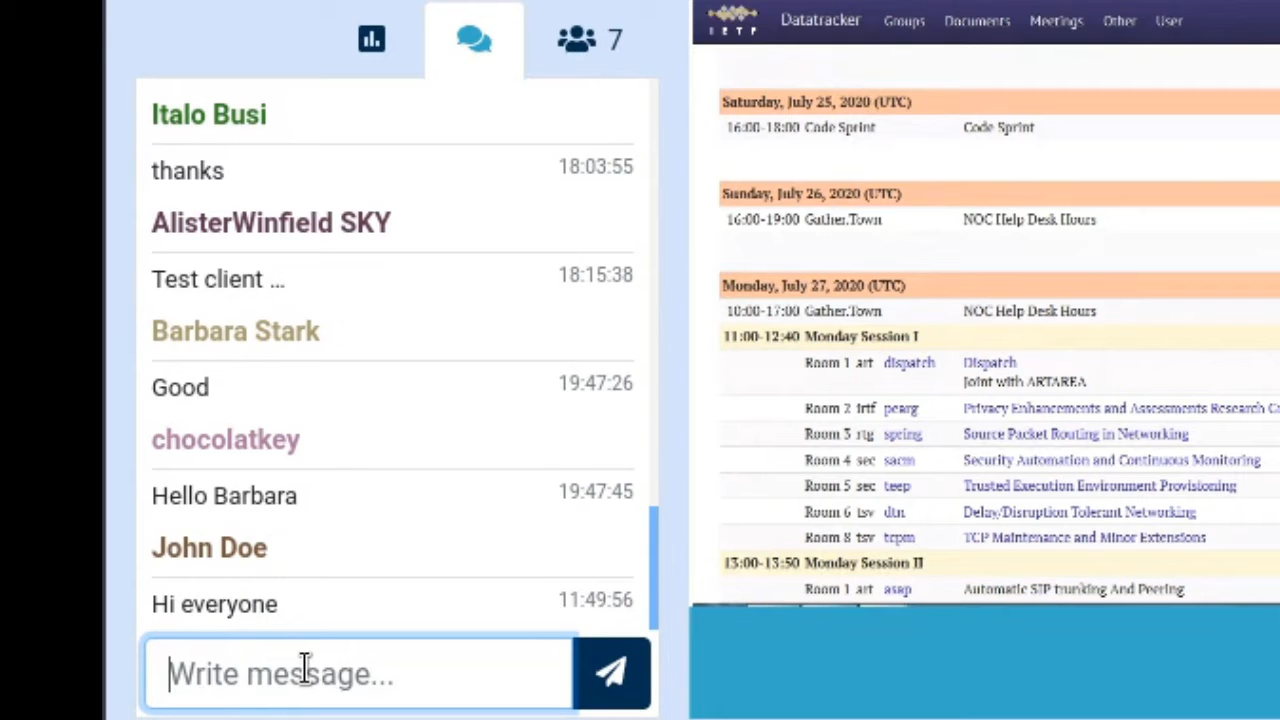 7
Italo Busi
thanks 18:03:55
AlisterWinfield SKY
Test client ... 18:15:38
Barbara Stark
Good 19:47:26
chocolatkey
Hello Barbara 19:47:45
John Doe
Hi everyone 11:49:56
Write message...
IETF Datatracker Groups Documents Meetings Other User
Saturday, July 25, 2020 (UTC)
16:00-18:00 Code Sprint Code Sprint
Sunday, July 26, 2020 (UTC)
16:00-19:00 Gather.Town NOC Help Desk Hours
Monday, July 27, 2020 (UTC)
10:00-17:00 Gather.Town NOC Help Desk Hours
11:00-12:40 Monday Session I
Room 1 art dispatch Dispatch
Joint with ARTAREA
Room 2 irtf pearg Privacy Enhancements and Assessments Research
Room 3 rtg spring Source Packet Routing in Networking
Room 4 sec sacm Security Automation and Continuous Monitoring
Room 5 sec teep Trusted Execution Environment Provisioning
Room 6 tsv dtn Delay/Disruption Tolerant Networking
Room 8 tsv tcpm TCP Maintenance and Minor Extensions
13:00-13:50 Monday Session II
Room 1 art asap Automatic SIP trunking And Peering